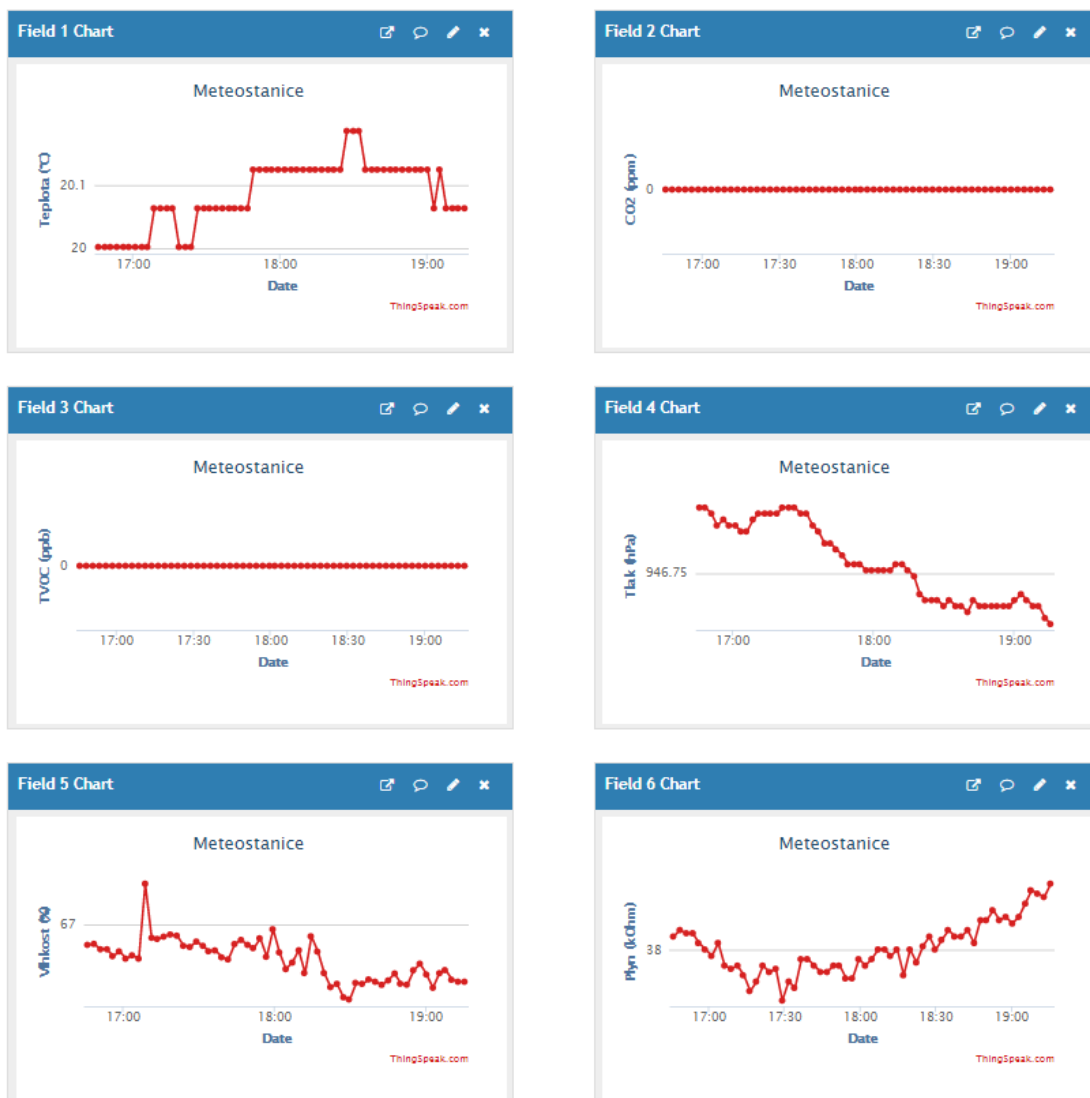 Field 1 Chart
Meteostanice
Teplota (°C)
20.1
20
17:00 18:00 19:00
Date
ThingSpeak.com
Field 2 Chart
Meteostanice
CO2 (ppm)
0
17:00 17:30 18:00 18:30 19:00
Date
ThingSpeak.com
Field 3 Chart
Meteostanice
TVOC (ppb)
0
17:00 17:30 18:00 18:30 19:00
Date
ThingSpeak.com
Field 4 Chart
Meteostanice
Tlak (hPa)
946.75
17:00 18:00 19:00
Date
ThingSpeak.com
Field 5 Chart
Meteostanice
Vlhkost (%)
67
17:00 18:00 19:00
Date
ThingSpeak.com
Field 6 Chart
Meteostanice
Plyn (kOhm)
38
17:00 17:30 18:00 18:30 19:00
Date
ThingSpeak.com